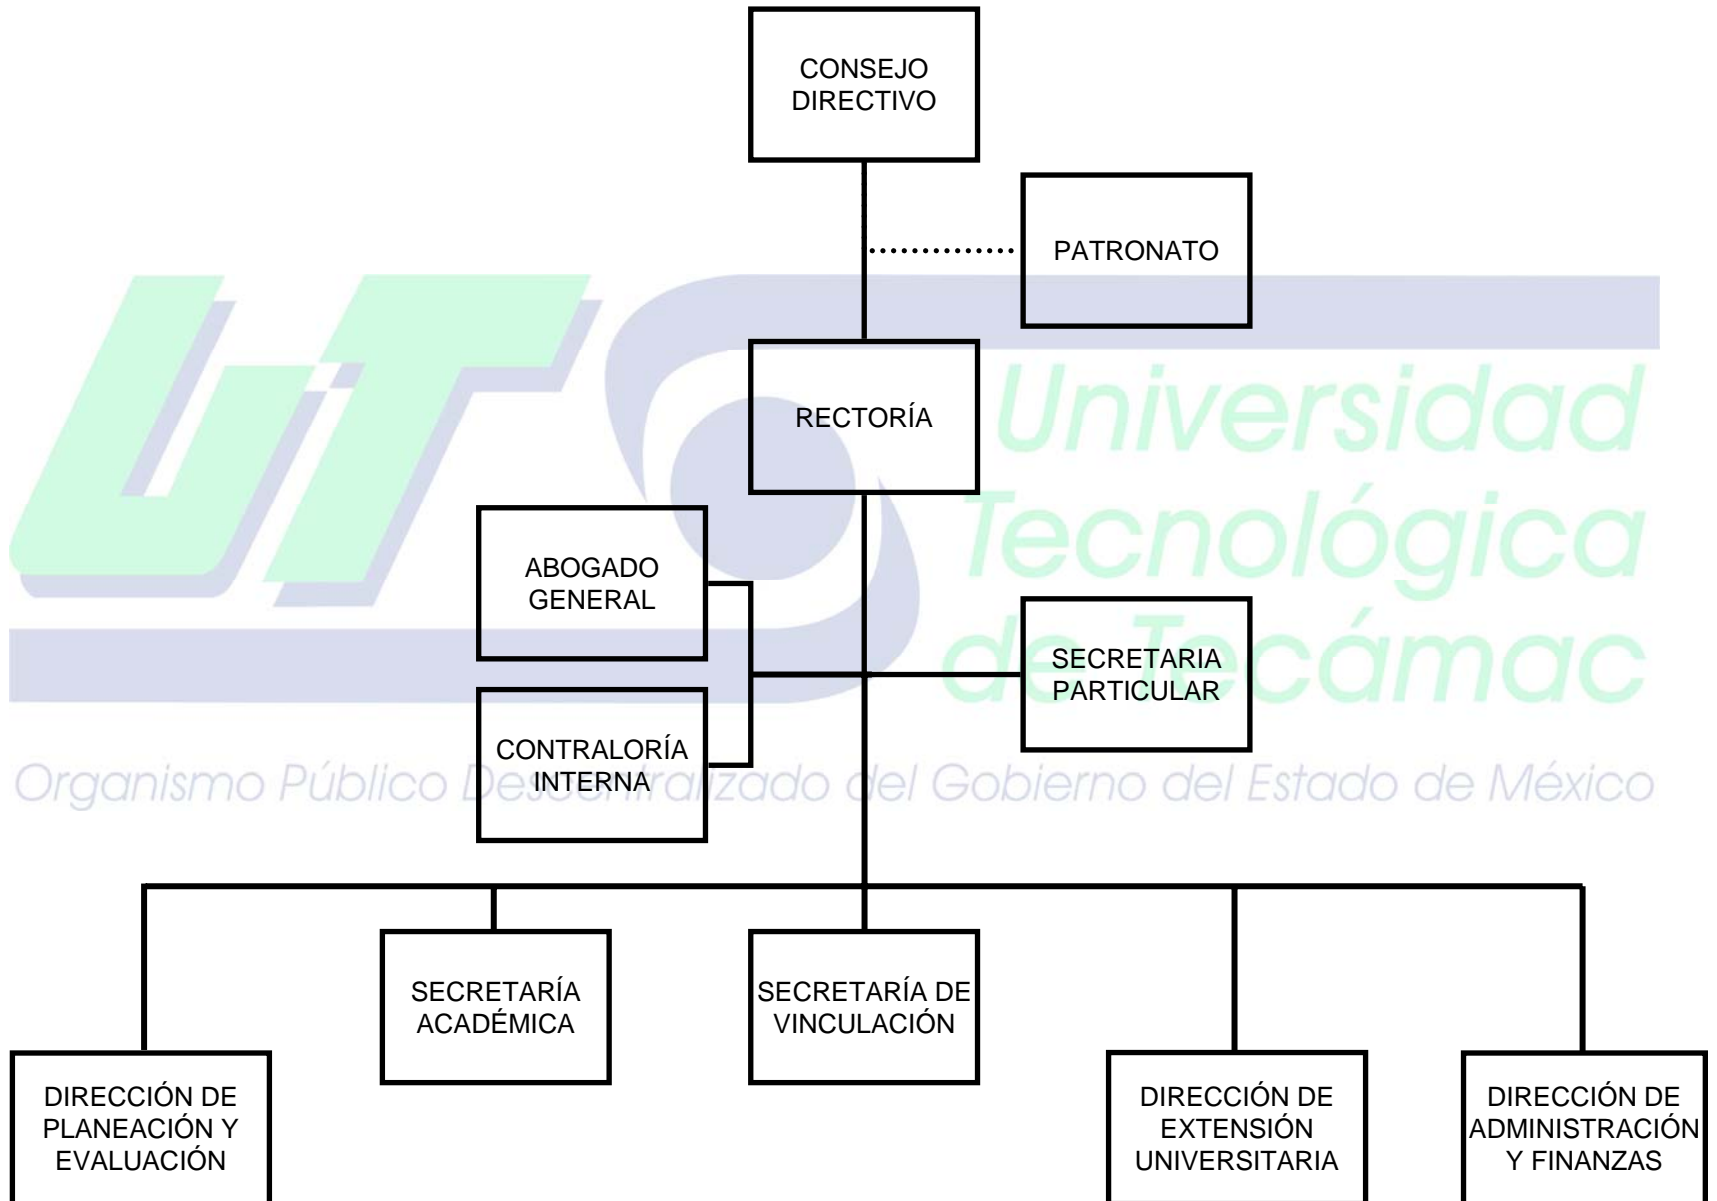 CONSEJO
DIRECTIVO
PATRONATO
RECTORÍA
Universidad
Tecnológica
de Tecámac
ABOGADO
GENERAL
SECRETARIA
PARTICULAR
CONTRALORÍA
INTERNA
Organismo Público Descentralizado del Gobierno del Estado de México
SECRETARÍA
ACADÉMICA
SECRETARÍA DE
VINCULACIÓN
DIRECCIÓN DE
PLANEACIÓN Y
EVALUACIÓN
DIRECCIÓN DE
EXTENSIÓN
UNIVERSITARIA
DIRECCIÓN DE
ADMINISTRACIÓN
Y FINANZAS
UT